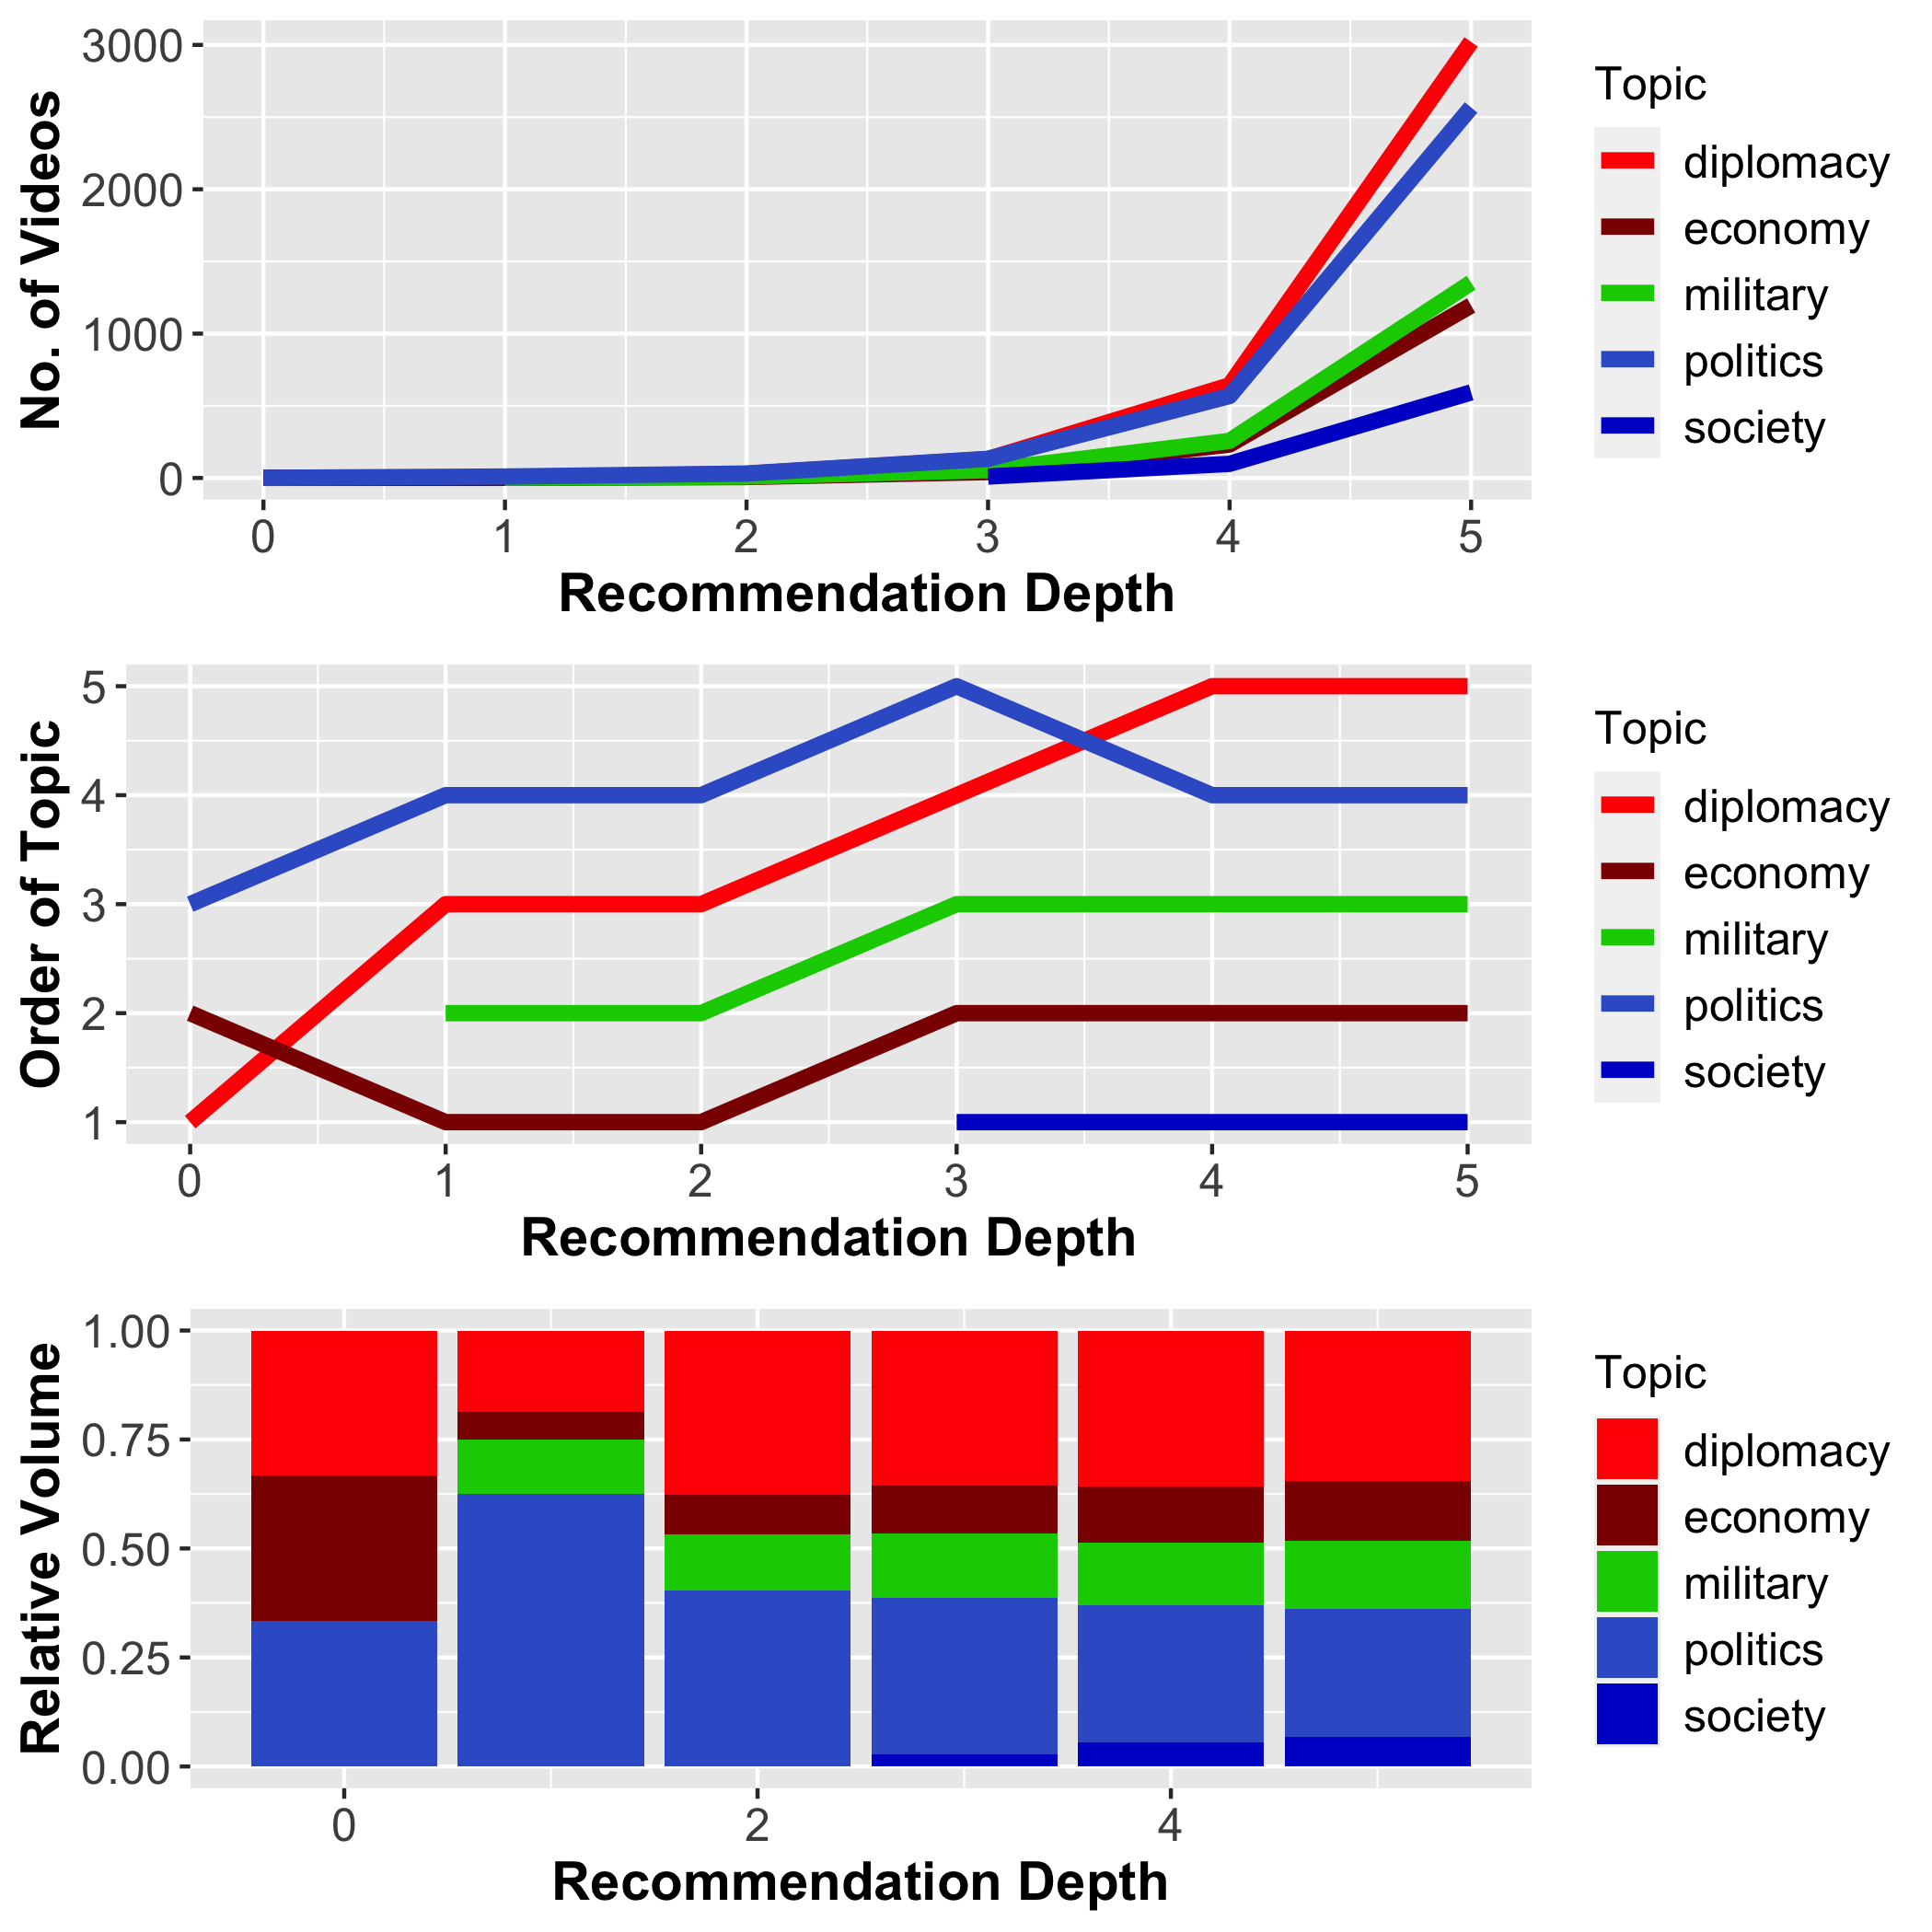 No. of Videos
3000
2000
1000
0
0 1 2 3 4 5
Recommendation Depth
Topic
diplomacy
economy
military
politics
society
Order of Topic
5
4
3
2
1
0 1 2 3 4 5
Recommendation Depth
Topic
diplomacy
economy
military
politics
society
Relative Volume
1.00
0.75
0.50
0.25
0.00
0 2 4
Recommendation Depth
Topic
diplomacy
economy
military
politics
society